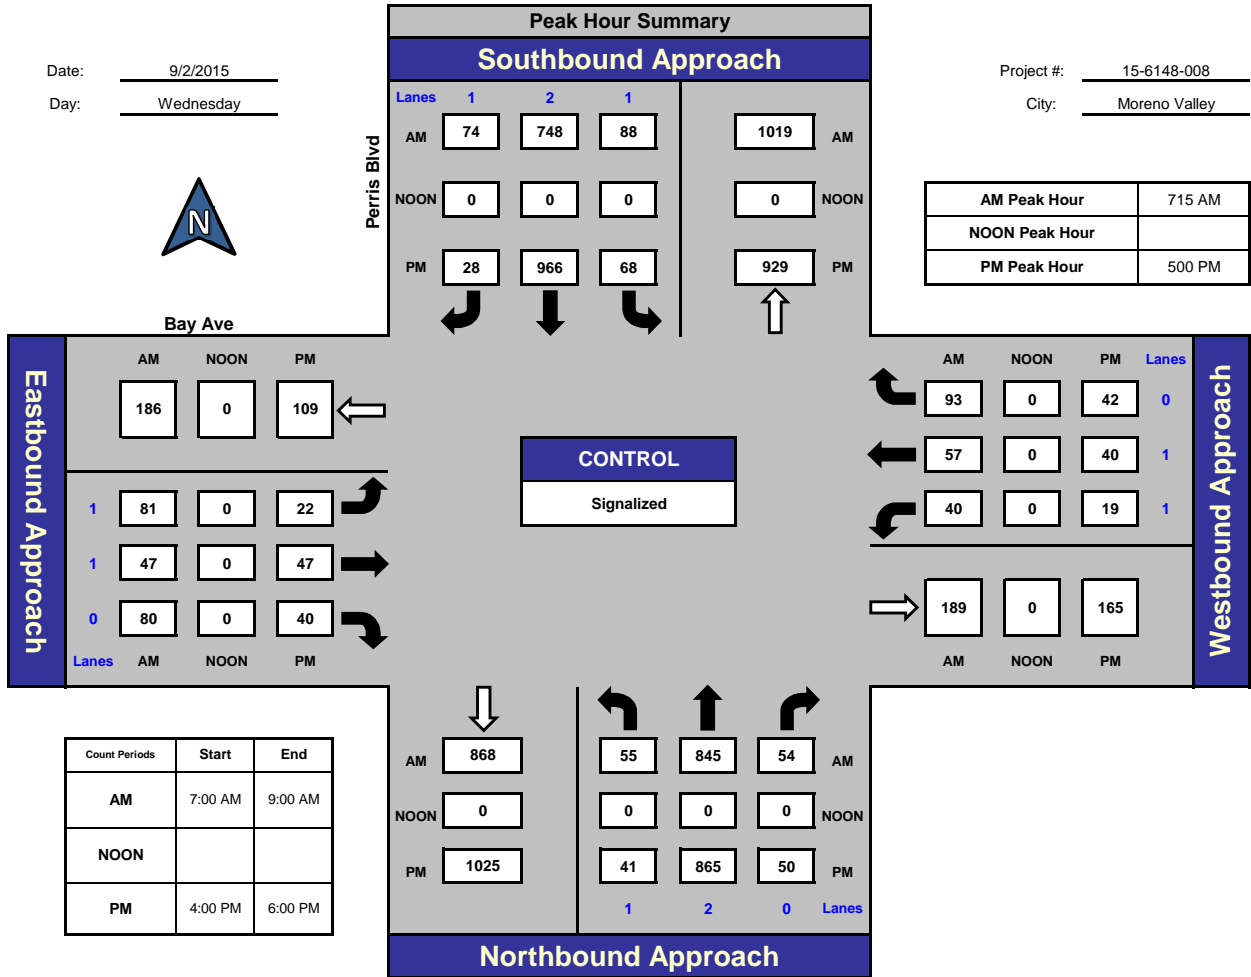 Peak Hour Summary
Southbound Approach
Date: 9/2/2015
Day: Wednesday
Project #: 15-6148-008
City: Moreno Valley
Perris Blvd
Lanes 1 2 1
AM 74 748 88 1019 AM
NOON 0 0 0 0 NOON
PM 28 966 68 929 PM
N
AM Peak Hour 715 AM
NOON Peak Hour
PM Peak Hour 500 PM
Bay Ave
Eastbound Approach
AM NOON PM
186 0 109
1 81 0 22
1 47 0 47
0 80 0 40
Lanes AM NOON PM
CONTROL
Signalized
AM NOON PM Lanes
93 0 42 0
57 0 40 1
40 0 19 1
189 0 165
AM NOON PM
Westbound Approach
Count Periods Start End
AM 7:00 AM 9:00 AM
NOON
PM 4:00 PM 6:00 PM
AM 868 55 845 54 AM
NOON 0 0 0 0 NOON
PM 1025 41 865 50 PM
1 2 0 Lanes
Northbound Approach